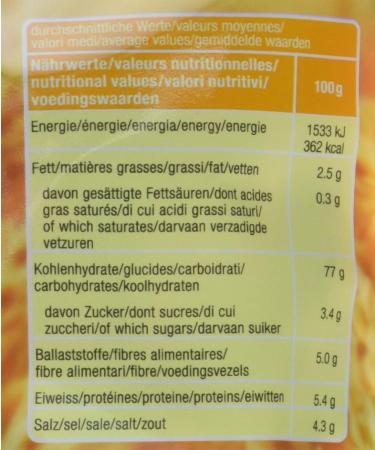 durchschnittliche Werte/valeurs moyennes/
valori medi/average values/gemiddelde waarden
Nährwerte/valeurs nutritionnelles/
nutritional values/valori nutritivi/
voedingswaarden
100g
Energie/énergie/energia/energy/energie
1533 kJ
362 kcal
Fett/matières grasses/grassi/fat/vetten
2.5 g
davon gesättigte Fettsäuren/dont acides
gras saturés/di cui acidi grassi saturi/
of which saturates/darvaan verzadigde
vetzuren
0.3 g
Kohlenhydrate/glucides/carboidrati/
carbohydrates/koolhydraten
77 g
davon Zucker/dont sucres/di cui
zuccheri/of which sugars/darvaan suiker
3.4 g
Ballaststoffe/fibres alimentaires/
fibre alimentari/fibre/voedingsvezels
5.0 g
Eiweiss/protéines/proteine/proteins/eiwitten
5.4 g
Salz/sel/sale/salt/zout
4.3 g